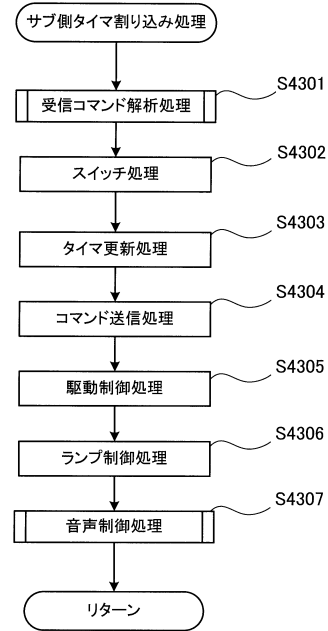 サブ側タイマ割り込み処理
受信コマンド解析処理
S4301
スイッチ処理
S4302
タイマ更新処理
S4303
コマンド送信処理
S4304
駆動制御処理
S4305
ランプ制御処理
S4306
音声制御処理
S4307
リターン